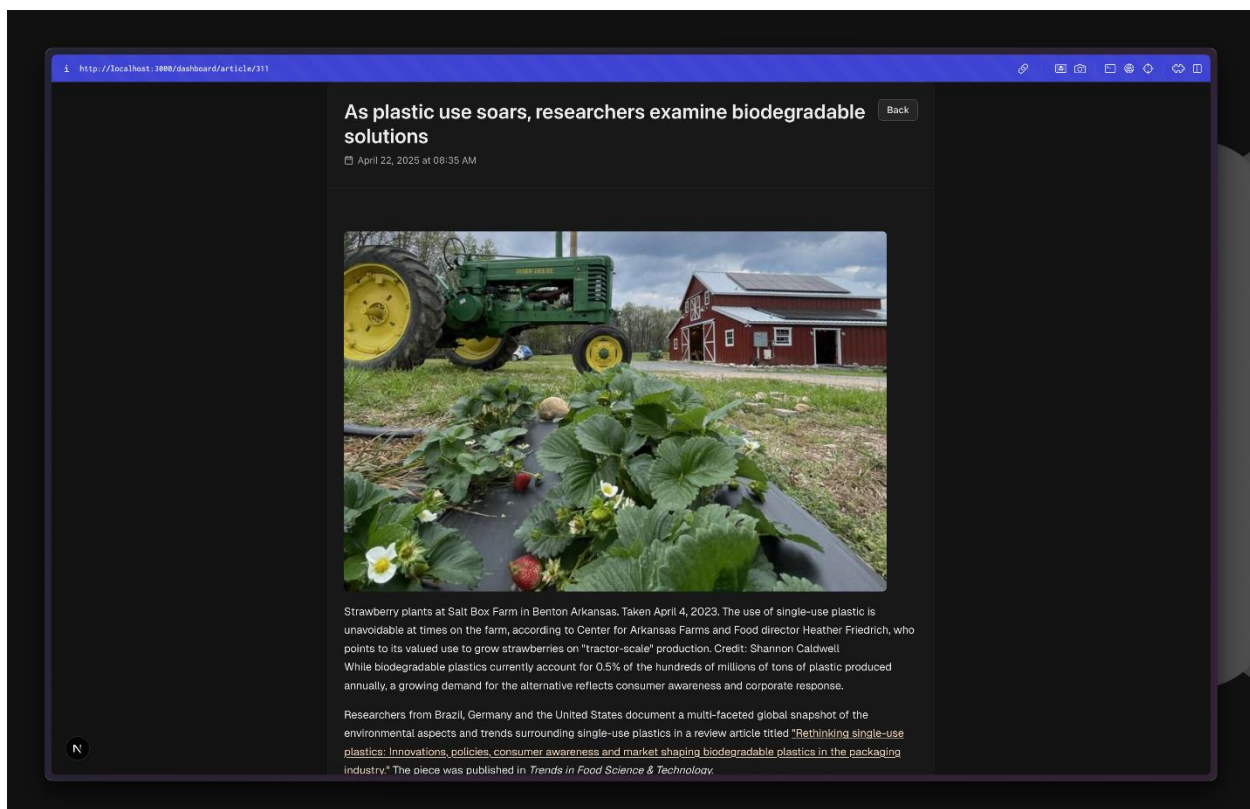 i http://localhost:3000/dashboard/article/311
As plastic use soars, researchers examine biodegradable
solutions
Back
April 22, 2025 at 08:35 AM
JOHN DEERE
Strawberry plants at Salt Box Farm in Benton Arkansas. Taken April 4, 2023. The use of single-use plastic is
unavoidable at times on the farm, according to Center for Arkansas Farms and Food director Heather Friedrich, who
points to its valued use to grow strawberries on "tractor-scale" production. Credit: Shannon Caldwell
While biodegradable plastics currently account for 0.5% of the hundreds of millions of tons of plastic produced
annually, a growing demand for the alternative reflects consumer awareness and corporate response.
Researchers from Brazil, Germany and the United States document a multi-faceted global snapshot of the
environmental aspects and trends surrounding single-use plastics in a review article titled "Rethinking single-use
plastics: Innovations, policies, consumer awareness and market shaping biodegradable plastics in the packaging
industry." The piece was published in Trends in Food Science & Technology.
N